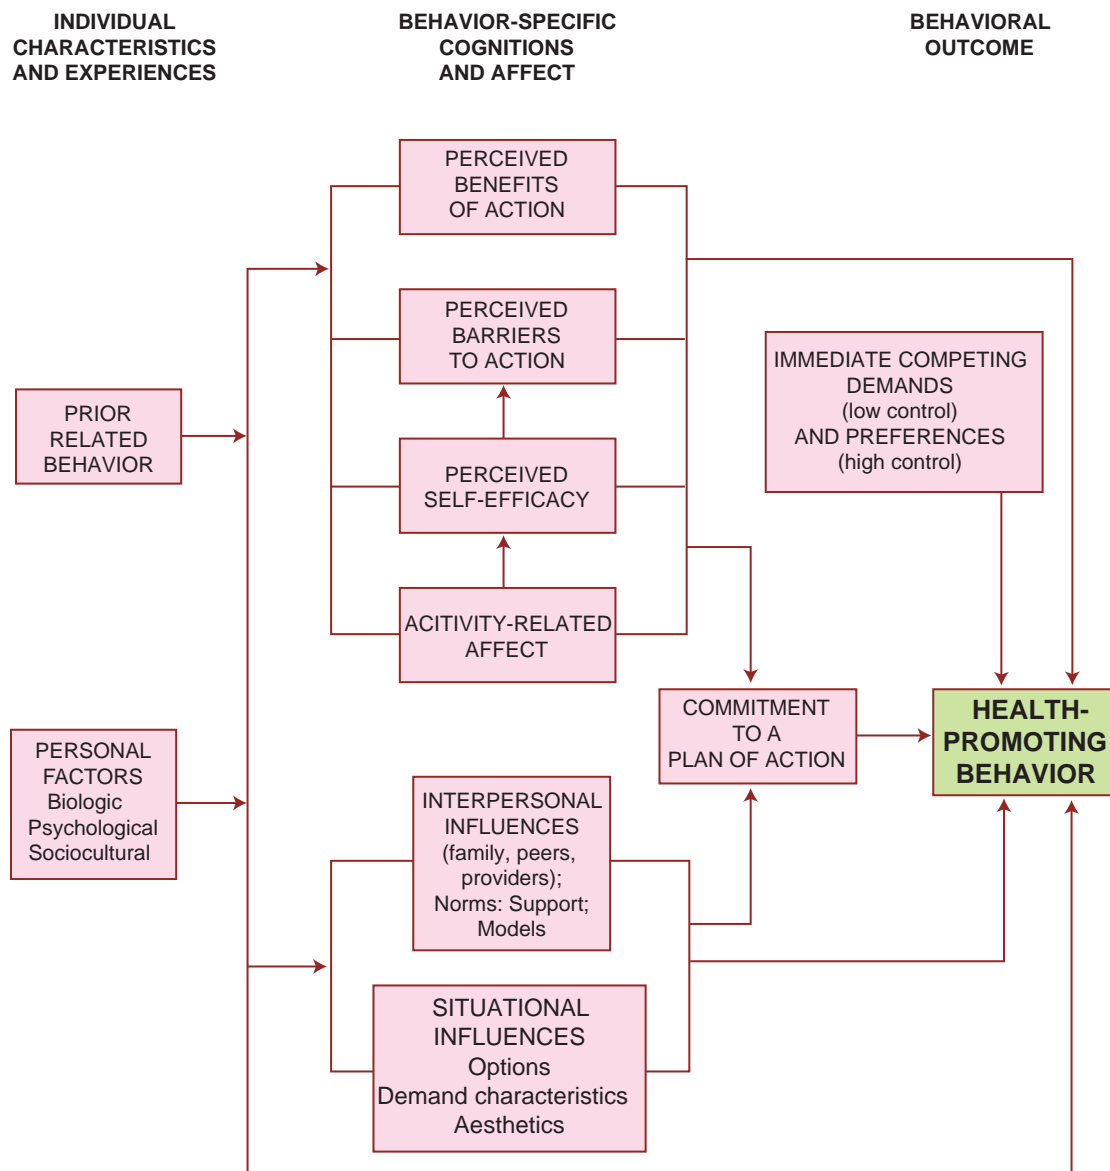 INDIVIDUAL
CHARACTERISTICS
AND EXPERIENCES
BEHAVIOR-SPECIFIC
COGNITIONS
AND AFFECT
BEHAVIORAL
OUTCOME
PERCEIVED
BENEFITS
OF ACTION
PERCEIVED
BARRIERS
TO ACTION
IMMEDIATE COMPETING
DEMANDS
(low control)
AND PREFERENCES
(high control)
PRIOR
RELATED
BEHAVIOR
PERCEIVED
SELF-EFFICACY
ACITIVITY-RELATED
AFFECT
COMMITMENT
TO A
PLAN OF ACTION
HEALTH-
PROMOTING
BEHAVIOR
PERSONAL
FACTORS
Biologic
Psychological
Sociocultural
INTERPERSONAL
INFLUENCES
(family, peers,
providers);
Norms: Support;
Models
SITUATIONAL
INFLUENCES
Options
Demand characteristics
Aesthetics